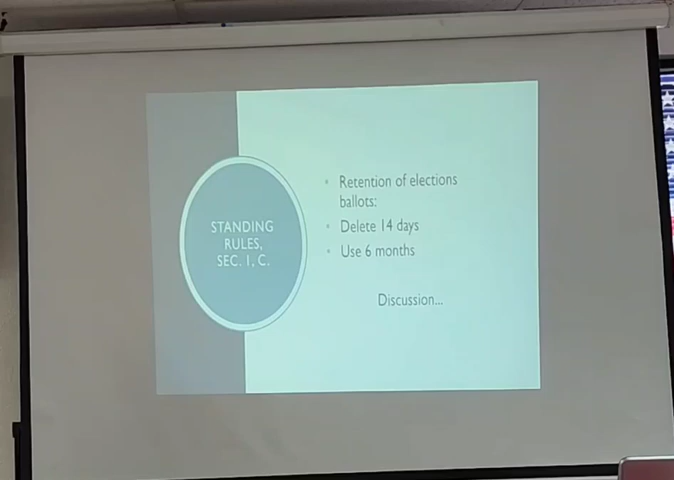 STANDING
RULES,
SEC. 1, C.
• Retention of elections
ballots:
• Delete 14 days
• Use 6 months
Discussion...